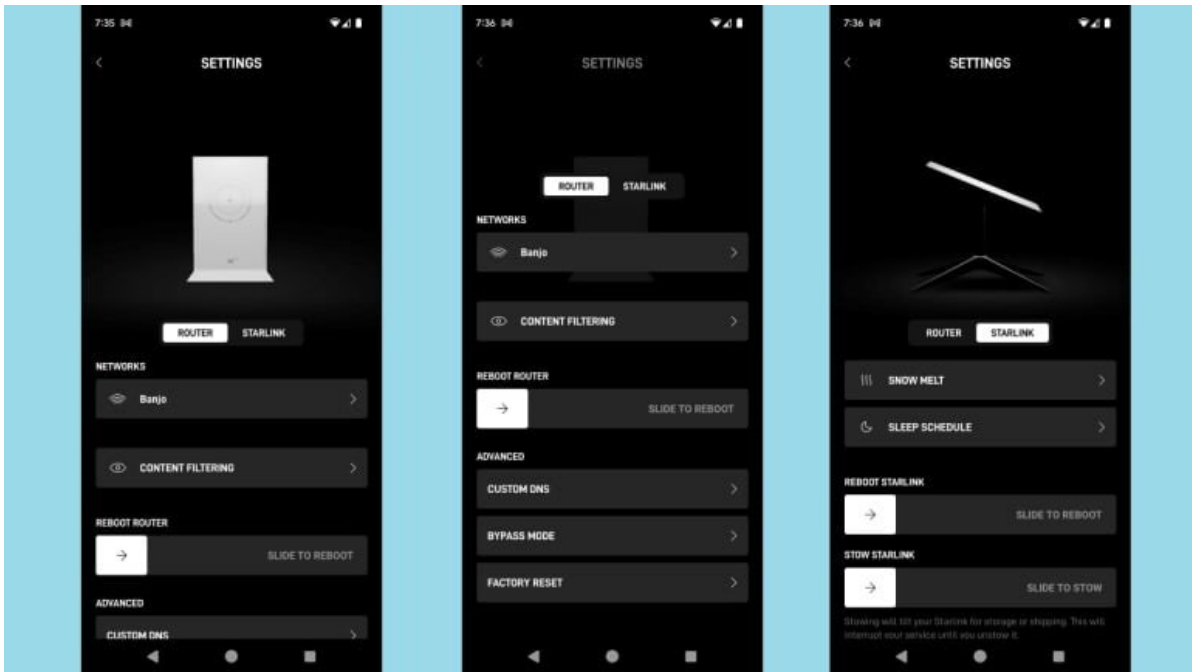 7:35
SETTINGS
ROUTER STARLINK
NETWORKS
Banjo
CONTENT FILTERING
REBOOT ROUTER
SLIDE TO REBOOT
ADVANCED
CUSTOM DNS
7:36
SETTINGS
ROUTER STARLINK
NETWORKS
Banjo
CONTENT FILTERING
REBOOT ROUTER
SLIDE TO REBOOT
ADVANCED
CUSTOM DNS
BYPASS MODE
FACTORY RESET
7:36
SETTINGS
ROUTER STARLINK
SNOW MELT
SLEEP SCHEDULE
REBOOT STARLINK
SLIDE TO REBOOT
STOW STARLINK
SLIDE TO STOW
Stowing will tilt your Starlink for storage or shipping. This will
interrupt your service until you unstow it.